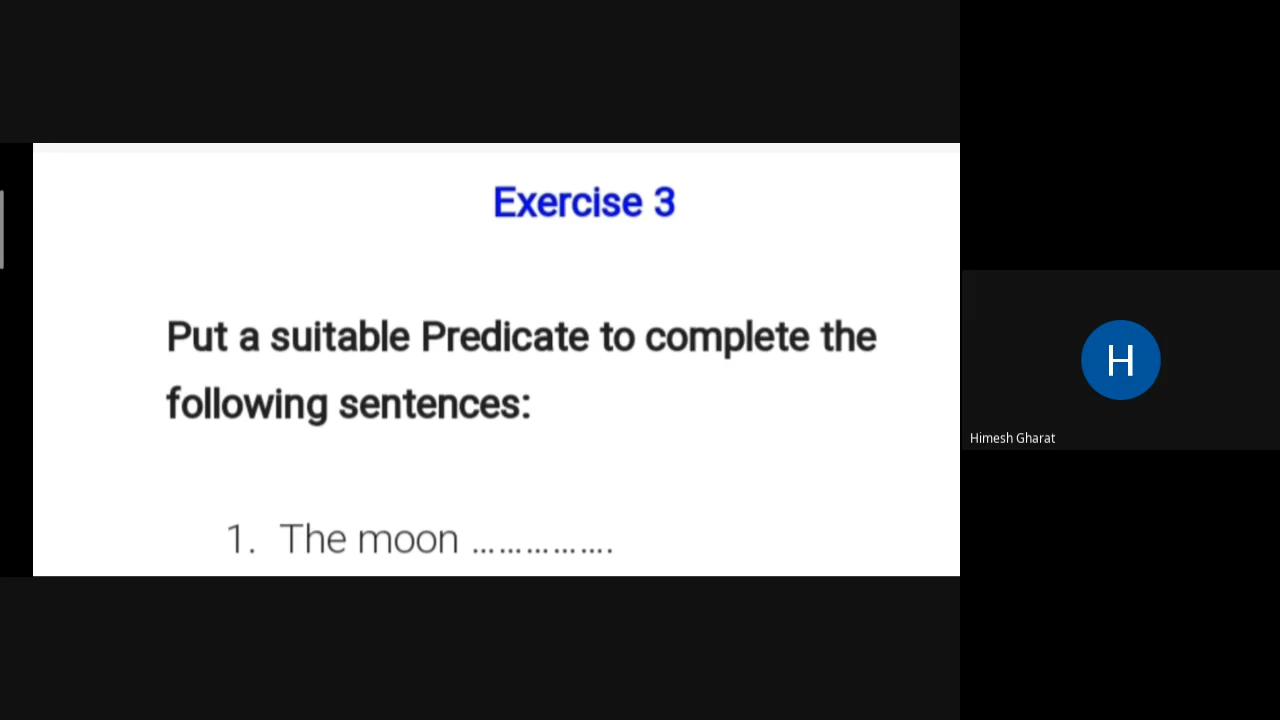 Exercise 3
Put a suitable Predicate to complete the
following sentences:
1. The moon …………….
H
Himesh Gharat